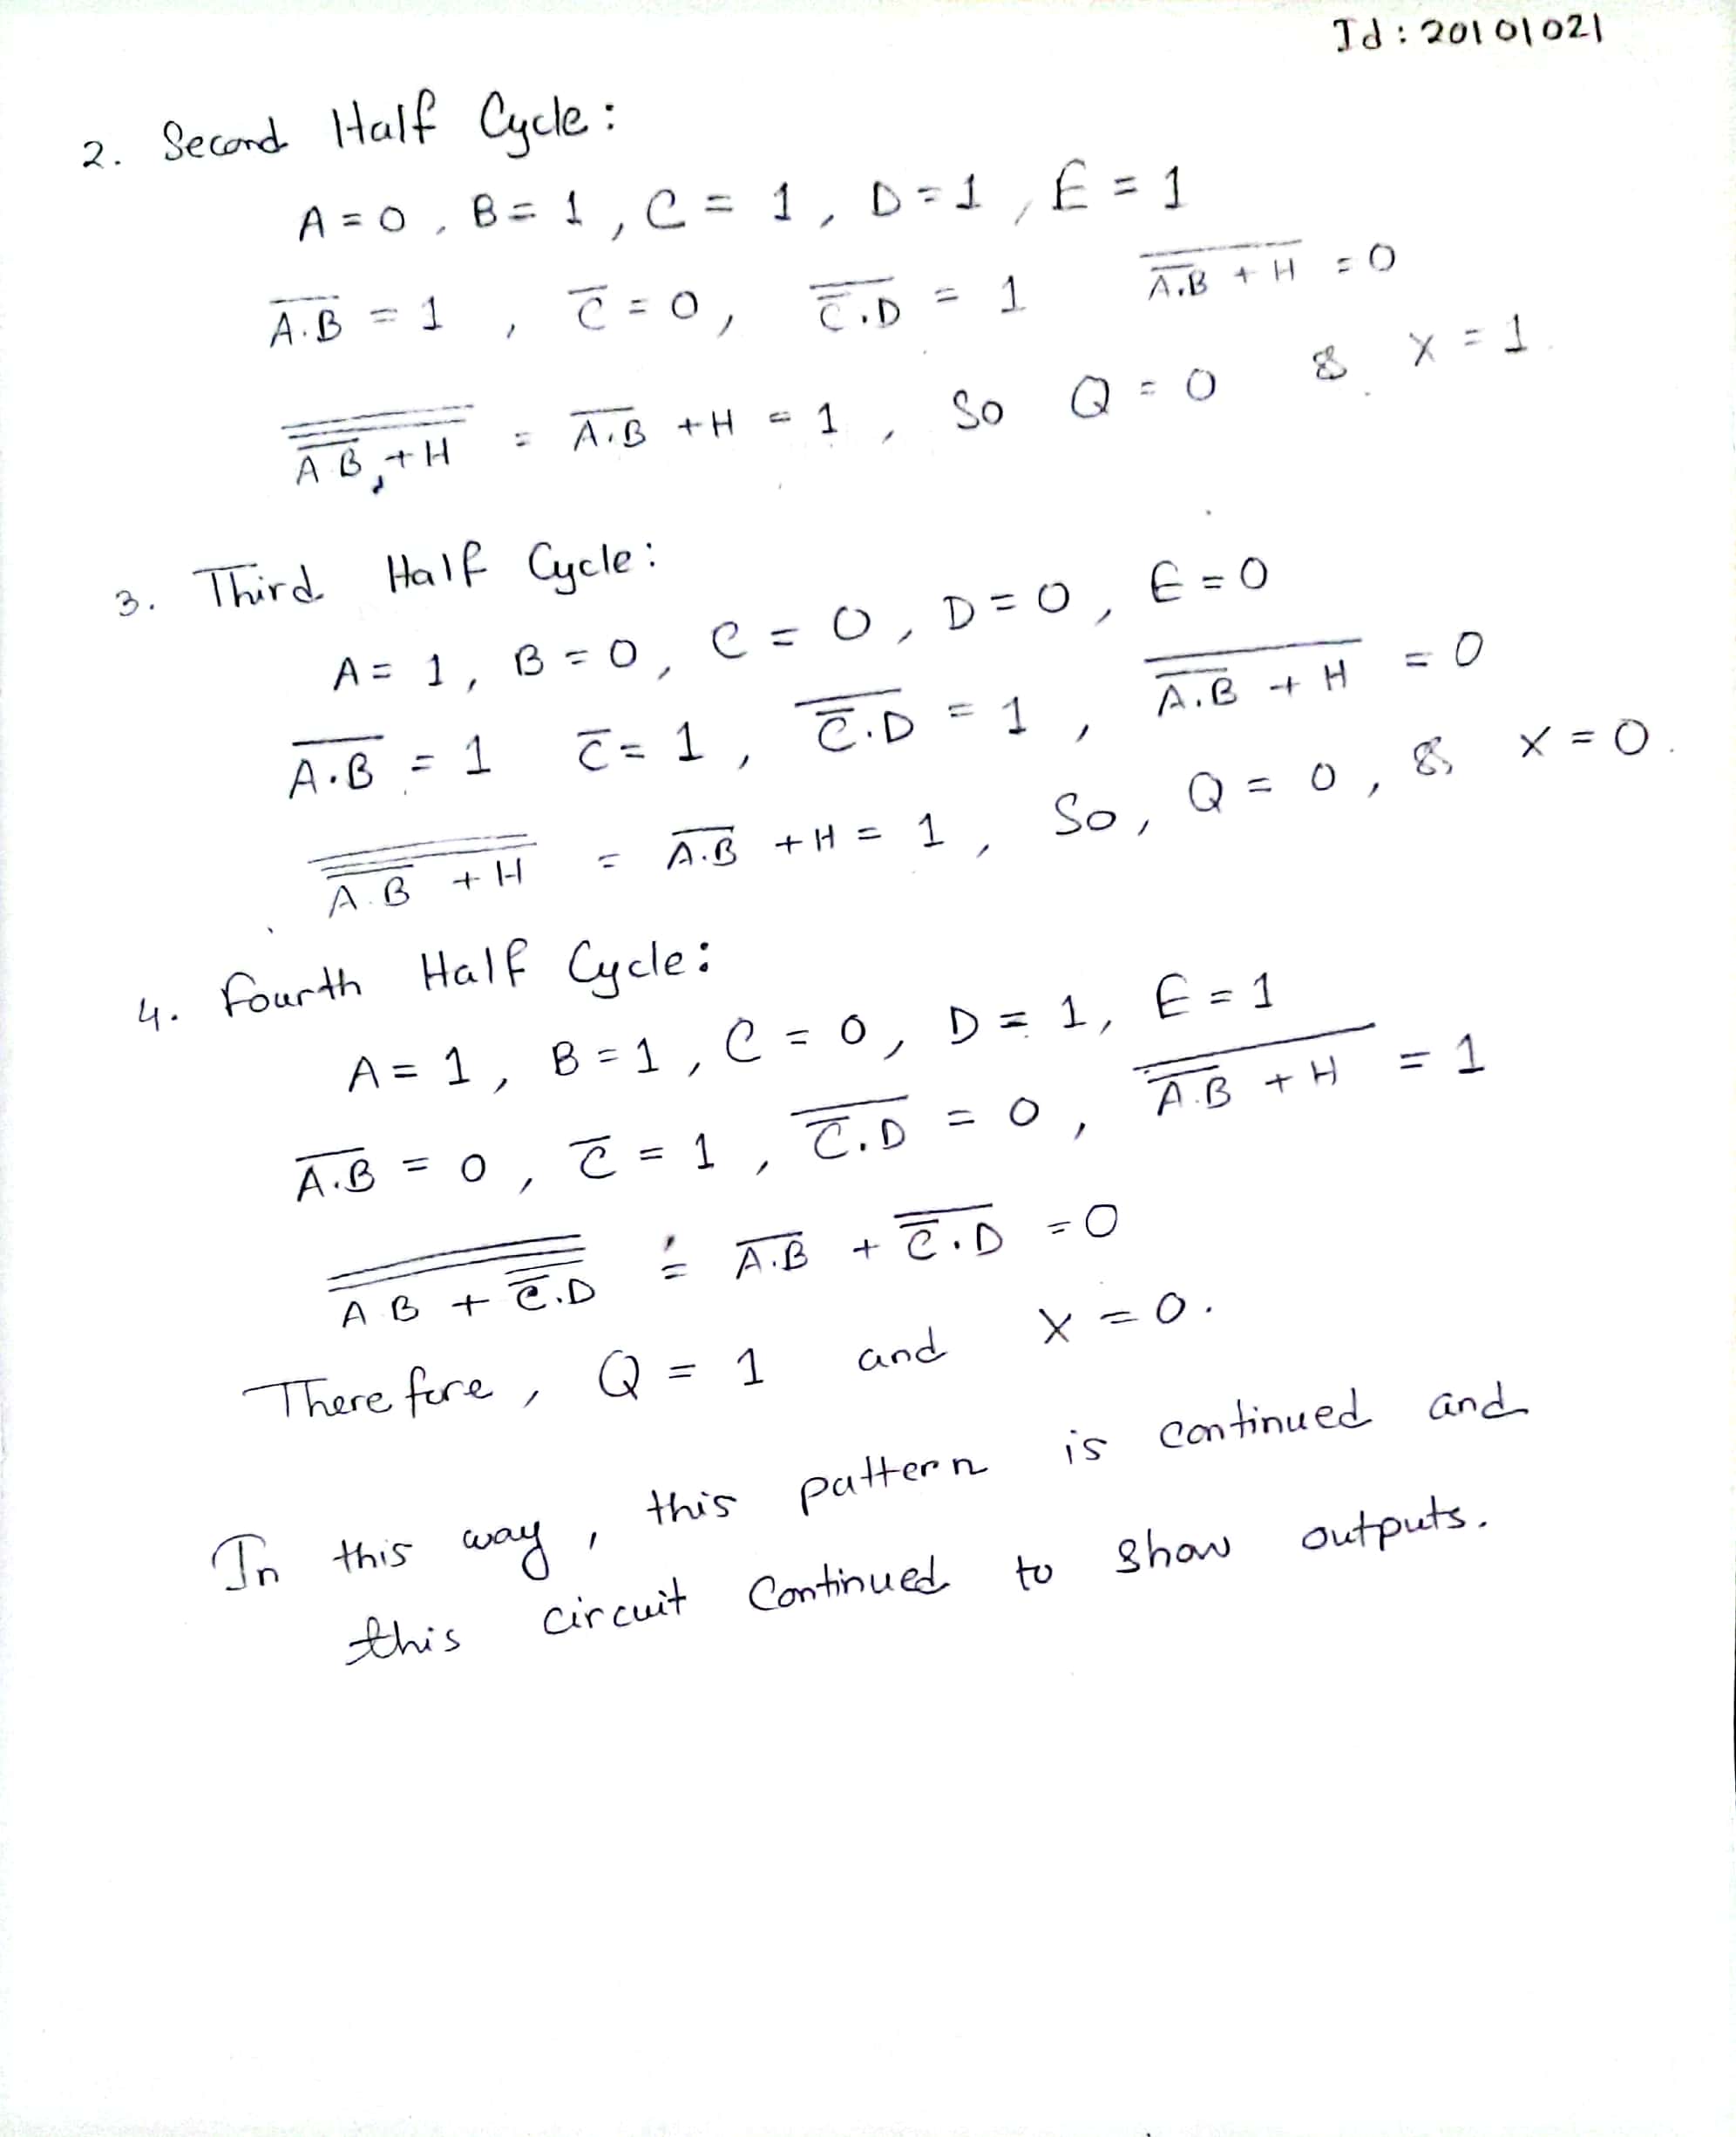 Id : 20101021
2. Second Half Cycle :
A = 0 , B = 1 , C = 1 , D = 1 , E = 1
$\overline{A.B}$ = 1 , $\overline{C}$ = 0 , $\overline{\overline{C}.D}$ = 1 $\overline{\overline{A.B} + H}$ = 0
$\overline{\overline{\overline{A B} + H}}$ = $\overline{A.B}$ + H = 1 , So Q = 0 & X = 1
3. Third Half Cycle :
A = 1 , B = 0 , C = 0 , D = 0 , E = 0
$\overline{A.B}$ = 1 $\overline{C}$ = 1 , $\overline{\overline{C}.D}$ = 1 , $\overline{\overline{A.B} + H}$ = 0
$\overline{\overline{\overline{A.B} + H}}$ = $\overline{A.B}$ + H = 1 , So , Q = 0 , & X = 0 .
4. Fourth Half Cycle :
A = 1 , B = 1 , C = 0 , D = 1 , E = 1
$\overline{A.B}$ = 0 , $\overline{C}$ = 1 , $\overline{\overline{C}.D}$ = 0 , $\overline{\overline{A.B} + H}$ = 1
$\overline{\overline{A B + \overline{\overline{C}.D}}}$ = $\overline{A.B}$ + $\overline{\overline{C}.D}$ = 0
Therefore , Q = 1 and X = 0 .
In this way , this pattern is continued and
this circuit Continued to show outputs .